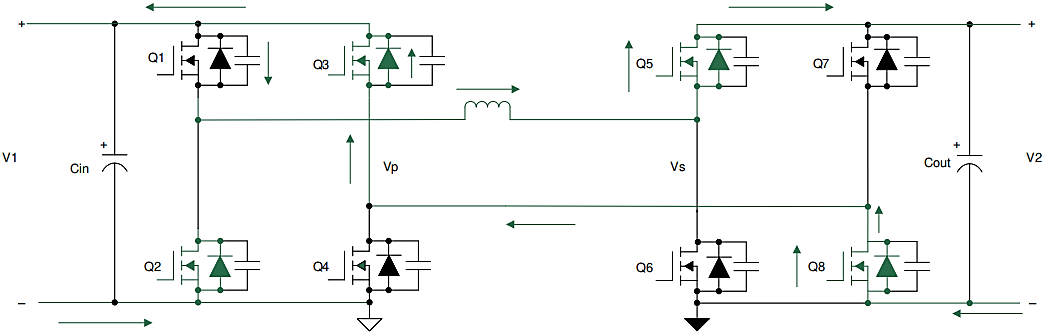 + +
Q1 Q3 Q5 Q7
+ +
V1 Cin Vp Vs Cout V2
Q2 Q4 Q6 Q8
– –